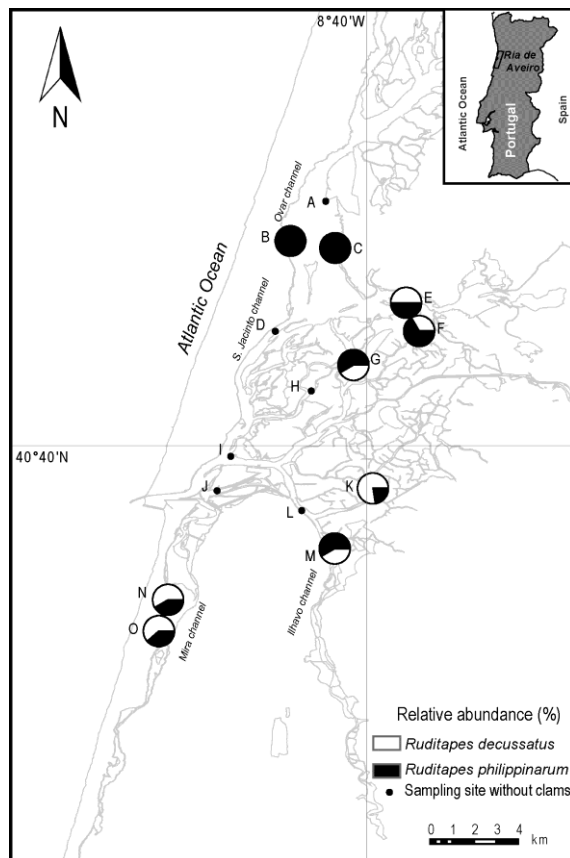 8°40'W
N
Atlantic Ocean
Ria de
Aveiro
Portugal
Spain
Ovar channel
A
B
C
Atlantic Ocean
S. Jacinto channel
D
E
F
G
H
40°40'N
I
J
K
L
M
N
O
Mira channel
Ilhavo channel
Relative abundance (%)
Ruditapes decussatus
Ruditapes philippinarum
Sampling site without clams
0 1 2 3 4
km